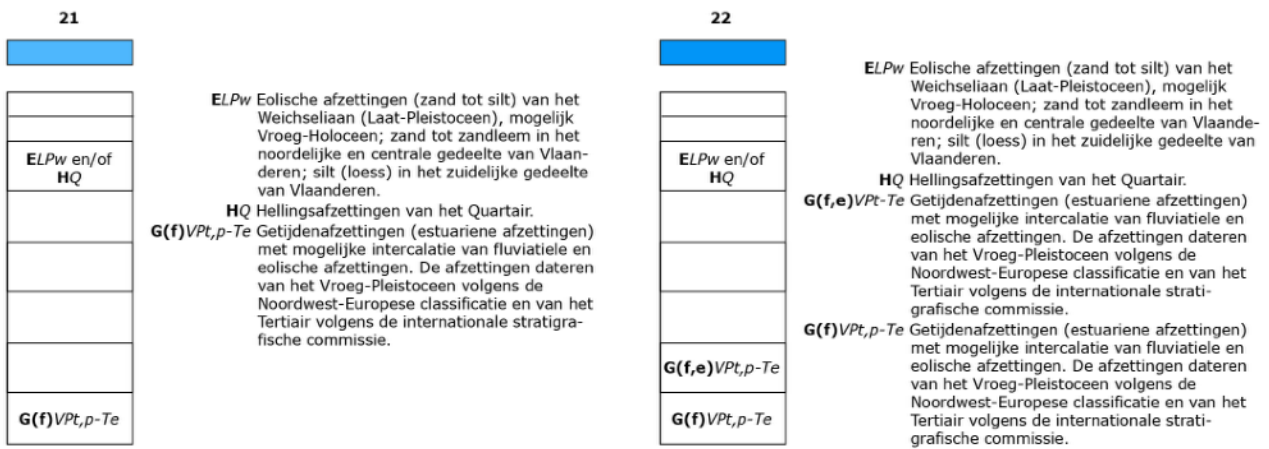 21
ELPw en/of
HQ
G(f)VPt,p-Te
ELPw Eolische afzettingen (zand tot silt) van het
Weichseliaan (Laat-Pleistoceen), mogelijk
Vroeg-Holoceen; zand tot zandleem in het
noordelijke en centrale gedeelte van Vlaan-
deren; silt (loess) in het zuidelijke gedeelte
van Vlaanderen.
HQ Hellingsafzettingen van het Quartair.
G(f)VPt,p-Te Getijdenafzettingen (estuariene afzettingen)
met mogelijke intercalatie van fluviatiele en
eolische afzettingen. De afzettingen dateren
van het Vroeg-Pleistoceen volgens de
Noordwest-Europese classificatie en van het
Tertiair volgens de internationale stratigra-
fische commissie.
22
ELPw en/of
HQ
G(f,e)VPt,p-Te
G(f)VPt,p-Te
ELPw Eolische afzettingen (zand tot silt) van het
Weichseliaan (Laat-Pleistoceen), mogelijk
Vroeg-Holoceen; zand tot zandleem in het
noordelijke en centrale gedeelte van Vlaande-
ren; silt (loess) in het zuidelijke gedeelte van
Vlaanderen.
HQ Hellingsafzettingen van het Quartair.
G(f,e)VPt-Te Getijdenafzettingen (estuariene afzettingen)
met mogelijke intercalatie van fluviatiele en
eolische afzettingen. De afzettingen dateren
van het Vroeg-Pleistoceen volgens de
Noordwest-Europese classificatie en van het
Tertiair volgens de internationale strati-
grafische commissie.
G(f)VPt,p-Te Getijdenafzettingen (estuariene afzettingen)
met mogelijke intercalatie van fluviatiele en
eolische afzettingen. De afzettingen dateren
van het Vroeg-Pleistoceen volgens de
Noordwest-Europese classificatie en van het
Tertiair volgens de internationale strati-
grafische commissie.